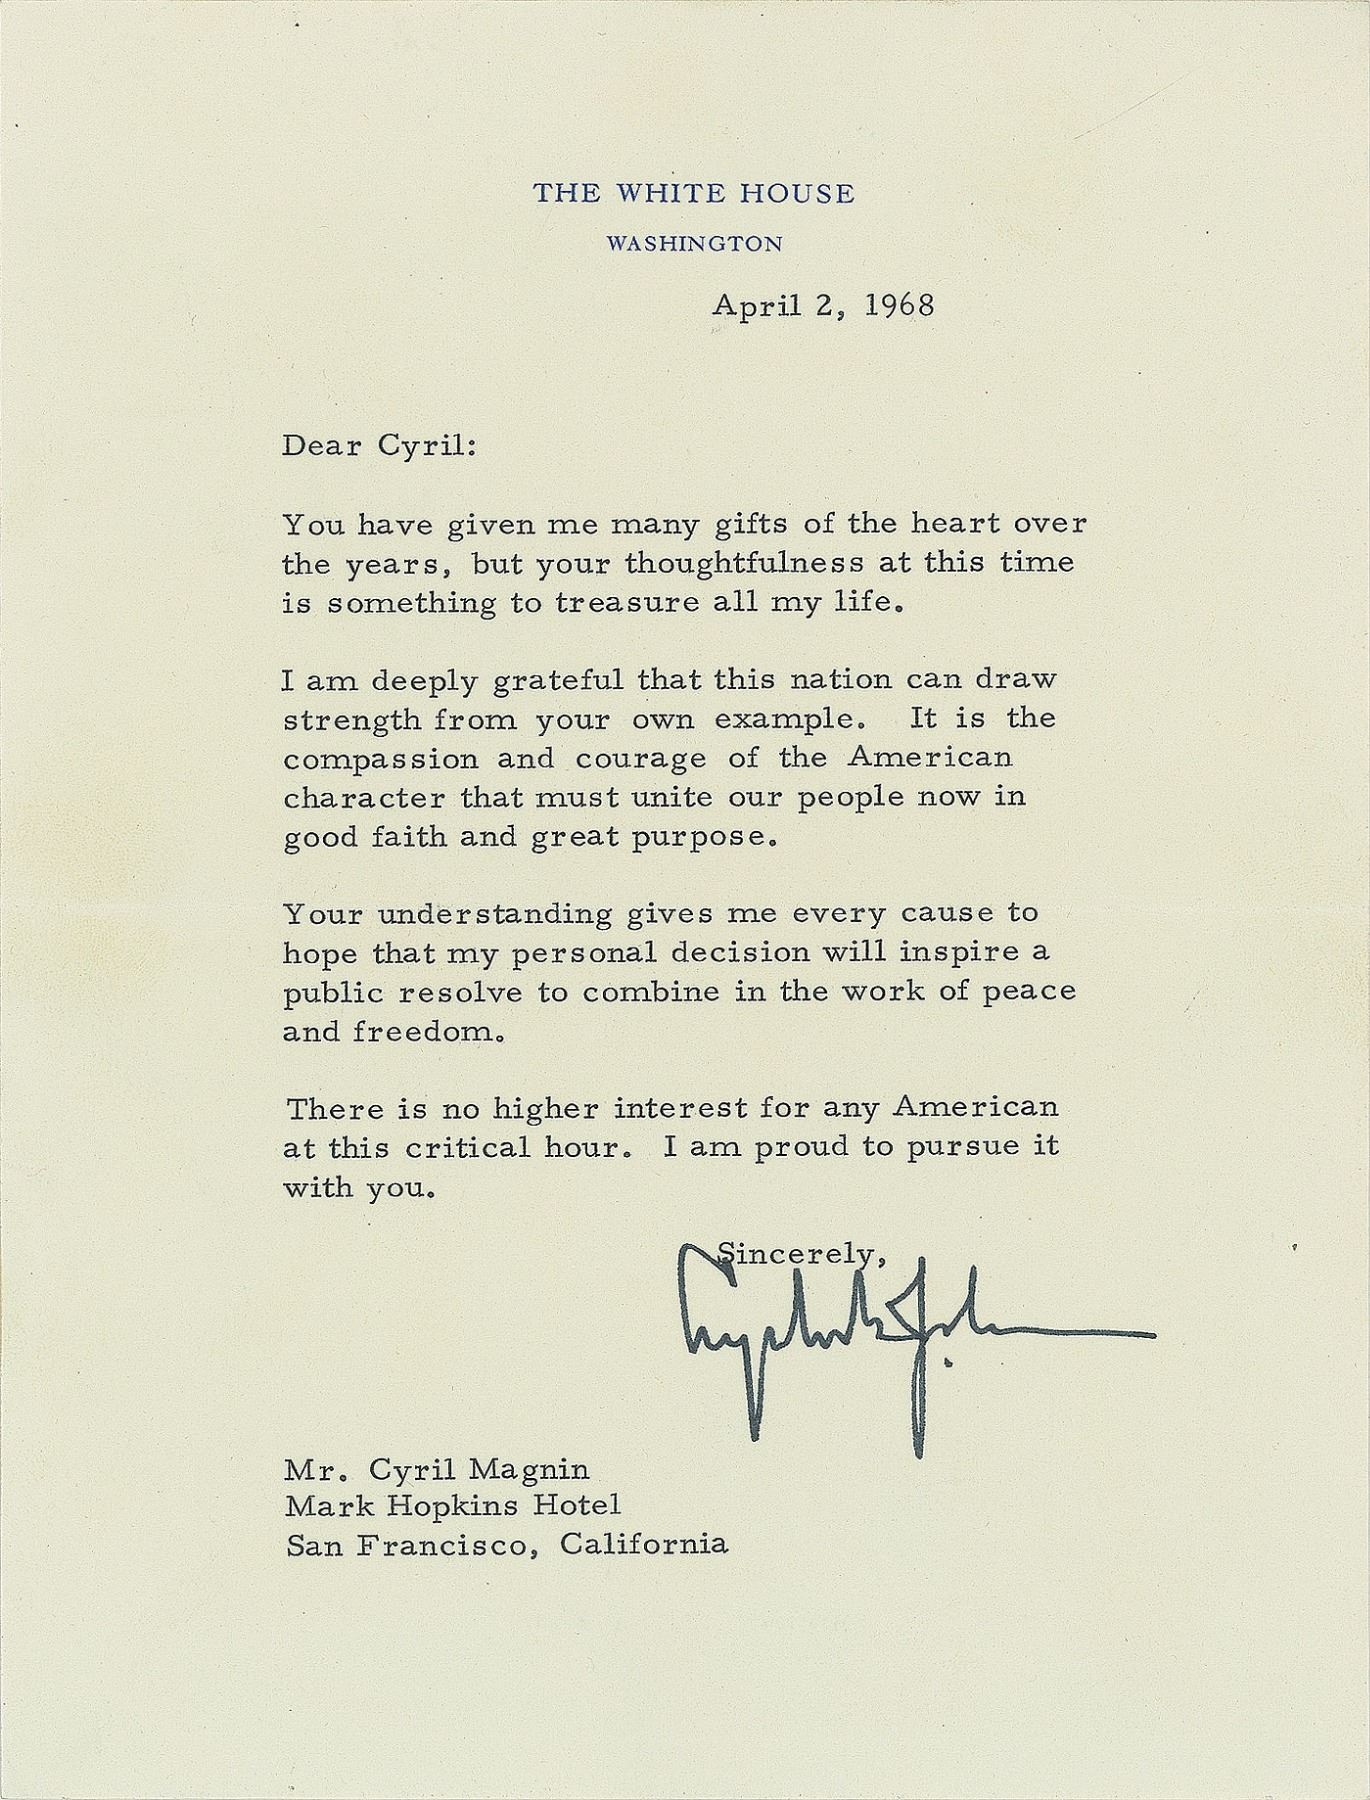 THE WHITE HOUSE
WASHINGTON
April 2, 1968
Dear Cyril:
You have given me many gifts of the heart over
the years, but your thoughtfulness at this time
is something to treasure all my life.
I am deeply grateful that this nation can draw
strength from your own example. It is the
compassion and courage of the American
character that must unite our people now in
good faith and great purpose.
Your understanding gives me every cause to
hope that my personal decision will inspire a
public resolve to combine in the work of peace
and freedom.
There is no higher interest for any American
at this critical hour. I am proud to pursue it
with you.
Sincerely,
Mr. Cyril Magnin
Mark Hopkins Hotel
San Francisco, California